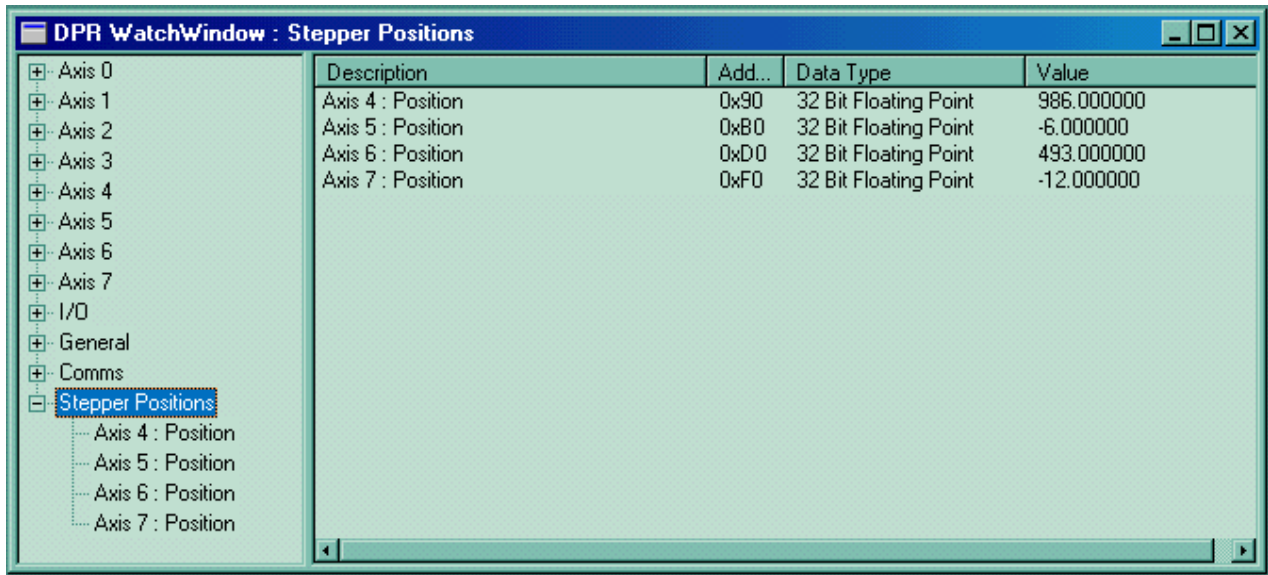 DPR WatchWindow : Stepper Positions
Axis 0
Axis 1
Axis 2
Axis 3
Axis 4
Axis 5
Axis 6
Axis 7
I/O
General
Comms
Stepper Positions
Axis 4 : Position
Axis 5 : Position
Axis 6 : Position
Axis 7 : Position
Description Add... Data Type Value
Axis 4 : Position 0x90 32 Bit Floating Point 986.000000
Axis 5 : Position 0xB0 32 Bit Floating Point -6.000000
Axis 6 : Position 0xD0 32 Bit Floating Point 493.000000
Axis 7 : Position 0xF0 32 Bit Floating Point -12.000000